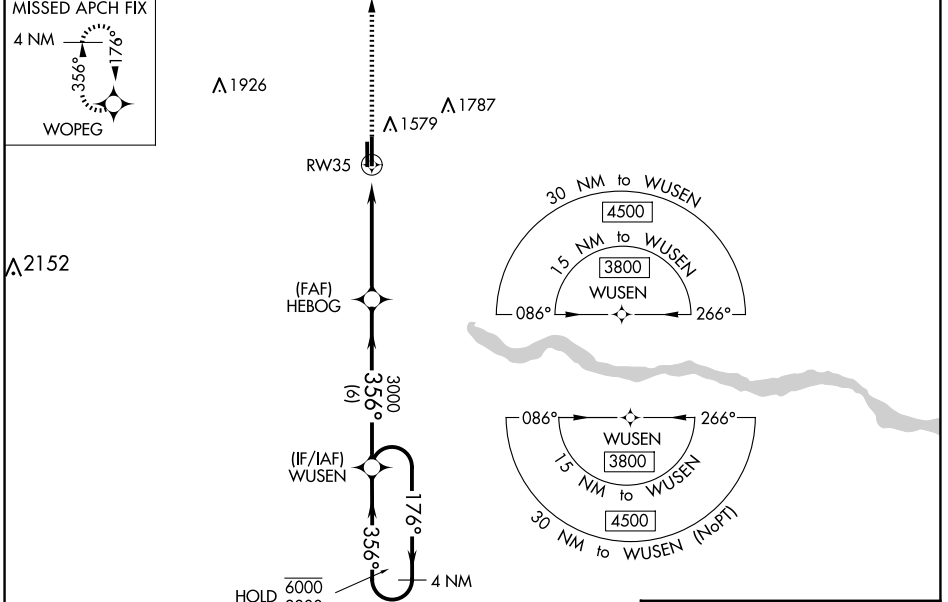 MISSED APCH FIX
4 NM
356°
176°
WOPEG
1926
1787
1579
RW35
2152
(FAF)
HEBOG
356°
3000
(6)
(IF/IAF)
WUSEN
176°
356°
4 NM
HOLD 6000
30 NM to WUSEN
4500
15 NM to WUSEN
3800
WUSEN
086°
266°
086°
266°
WUSEN
3800
15 NM to WUSEN
4500
30 NM to WUSEN (NoPT)